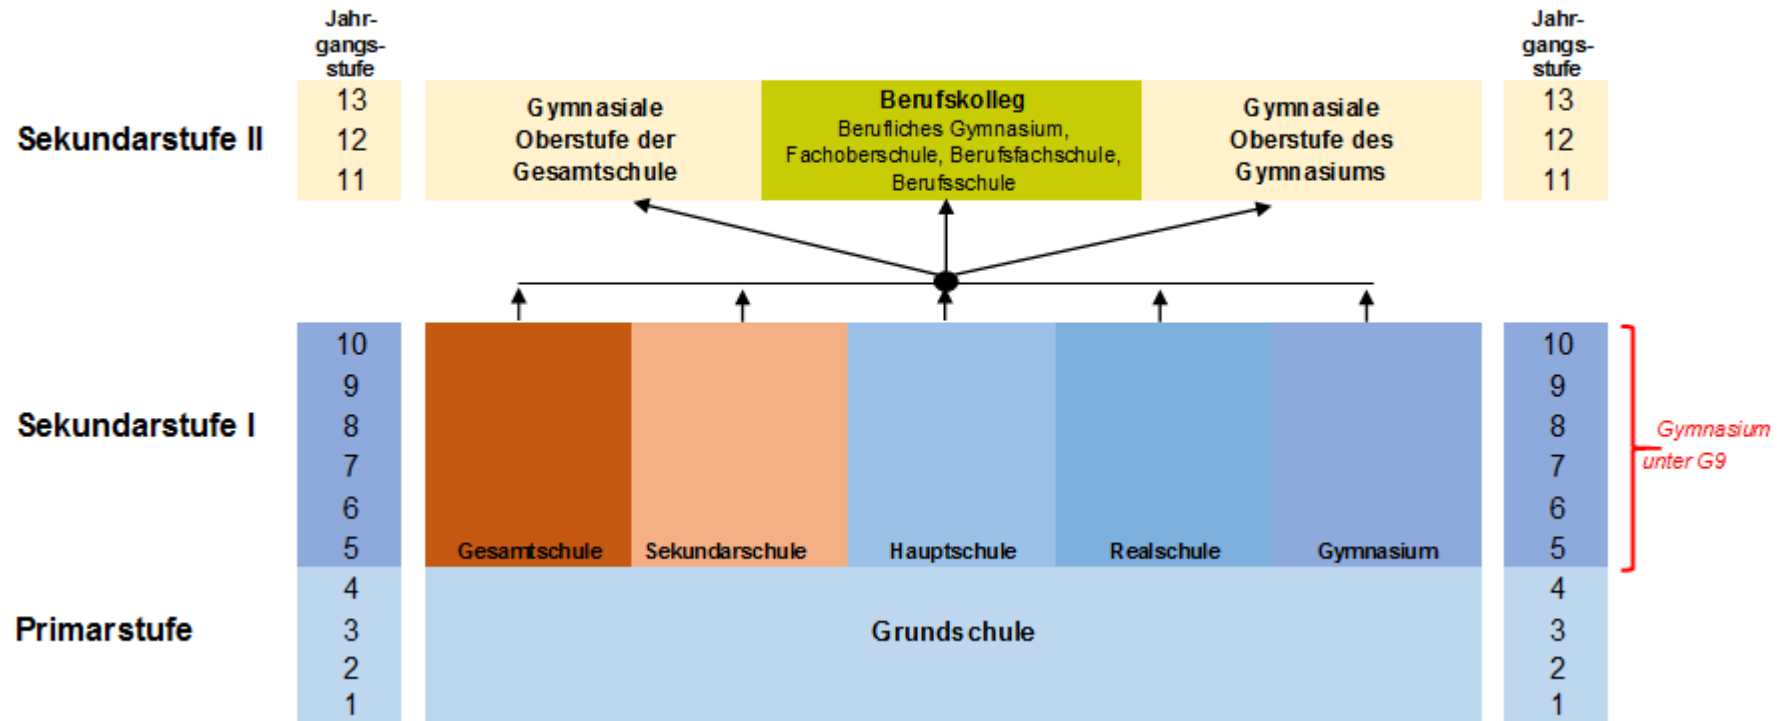 Jahr-
gangs-
stufe
Jahr-
gangs-
stufe
Sekundarstufe II
13
12
11
Gymnasiale
Oberstufe der
Gesamtschule
Berufskolleg
Berufliches Gymnasium,
Fachoberschule, Berufsfachschule,
Berufsschule
Gymnasiale
Oberstufe des
Gymnasiums
13
12
11
Sekundarstufe I
10
9
8
7
6
5
Gesamtschule
Sekundarschule
Hauptschule
Realschule
Gymnasium
10
9
8
7
6
5
Gymnasium
unter G9
Primarstufe
4
3
2
1
Grundschule
4
3
2
1